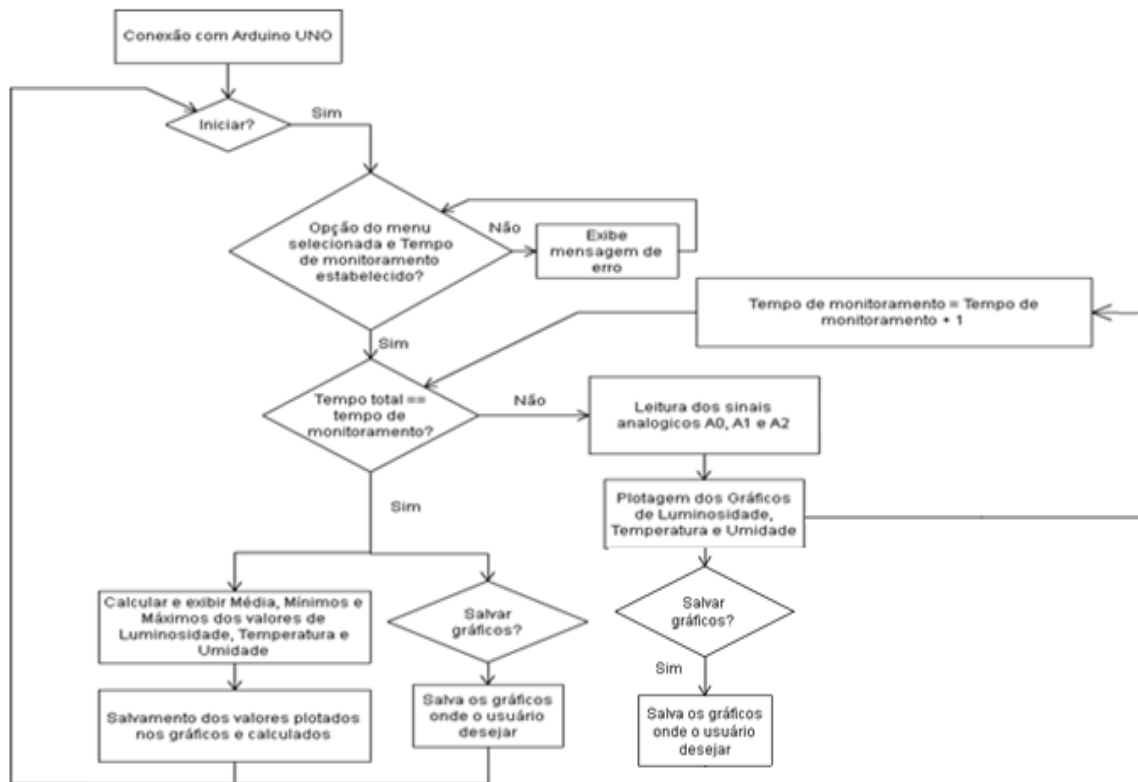 Conexão com Arduino UNO
Iniciar?
Sim
Opção do menu
selecionada e Tempo
de monitoramento
estabelecido?
Não
Exibe
mensagem de
erro
Tempo de monitoramento = Tempo de
monitoramento + 1
Sim
Tempo total ==
tempo de
monitoramento?
Não
Leitura dos sinais
analogicos A0, A1 e A2
Plotagem dos Gráficos
de Luminosidade,
Temperatura e Umidade
Sim
Calcular e exibir Média, Mínimos e
Máximos dos valores de
Luminosidade, Temperatura e
Umidade
Salvar
gráficos?
Salvar
gráficos?
Sim
Salvamento dos valores plotados
nos gráficos e calculados
Salva os gráficos
onde o usuário
desejar
Salva os gráficos
onde o usuário
desejar